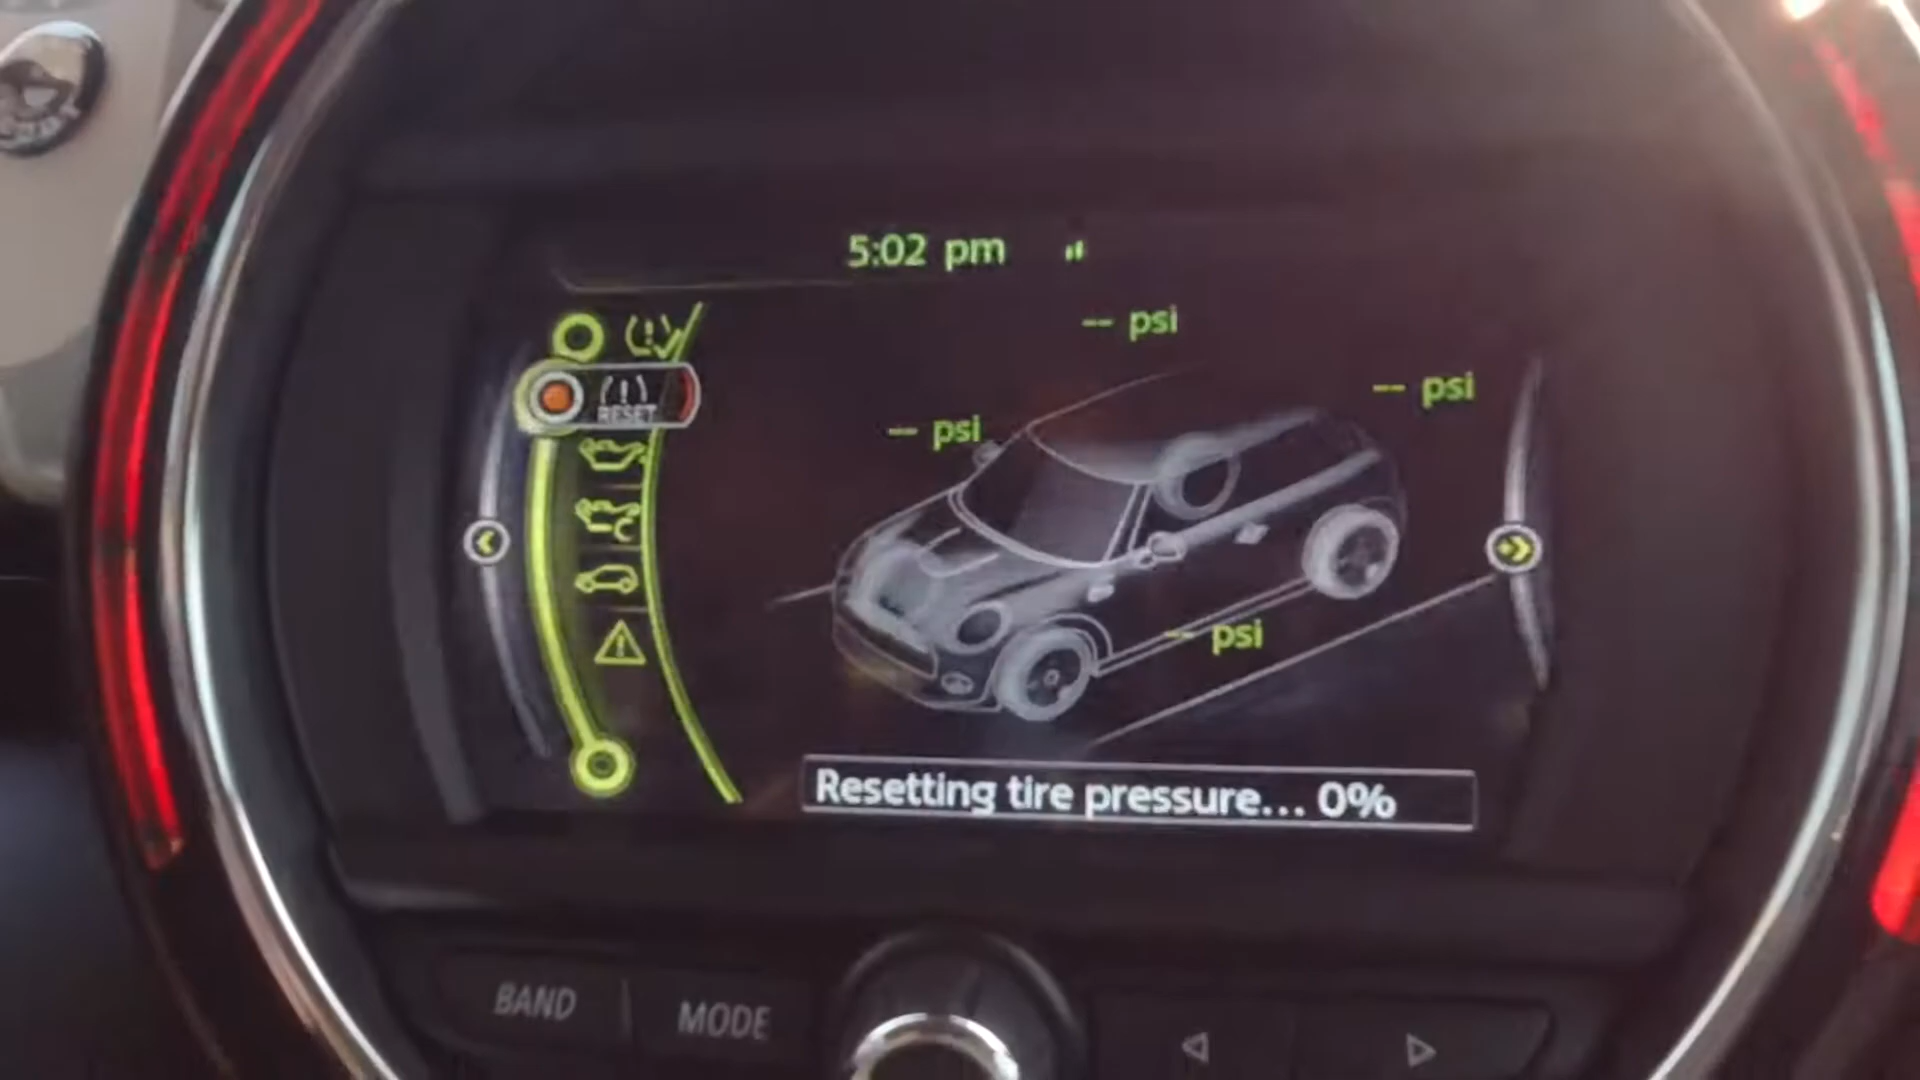 5:02 pm
-- psi
-- psi
-- psi
RESET
-- psi
Resetting tire pressure... 0%
BAND
MODE